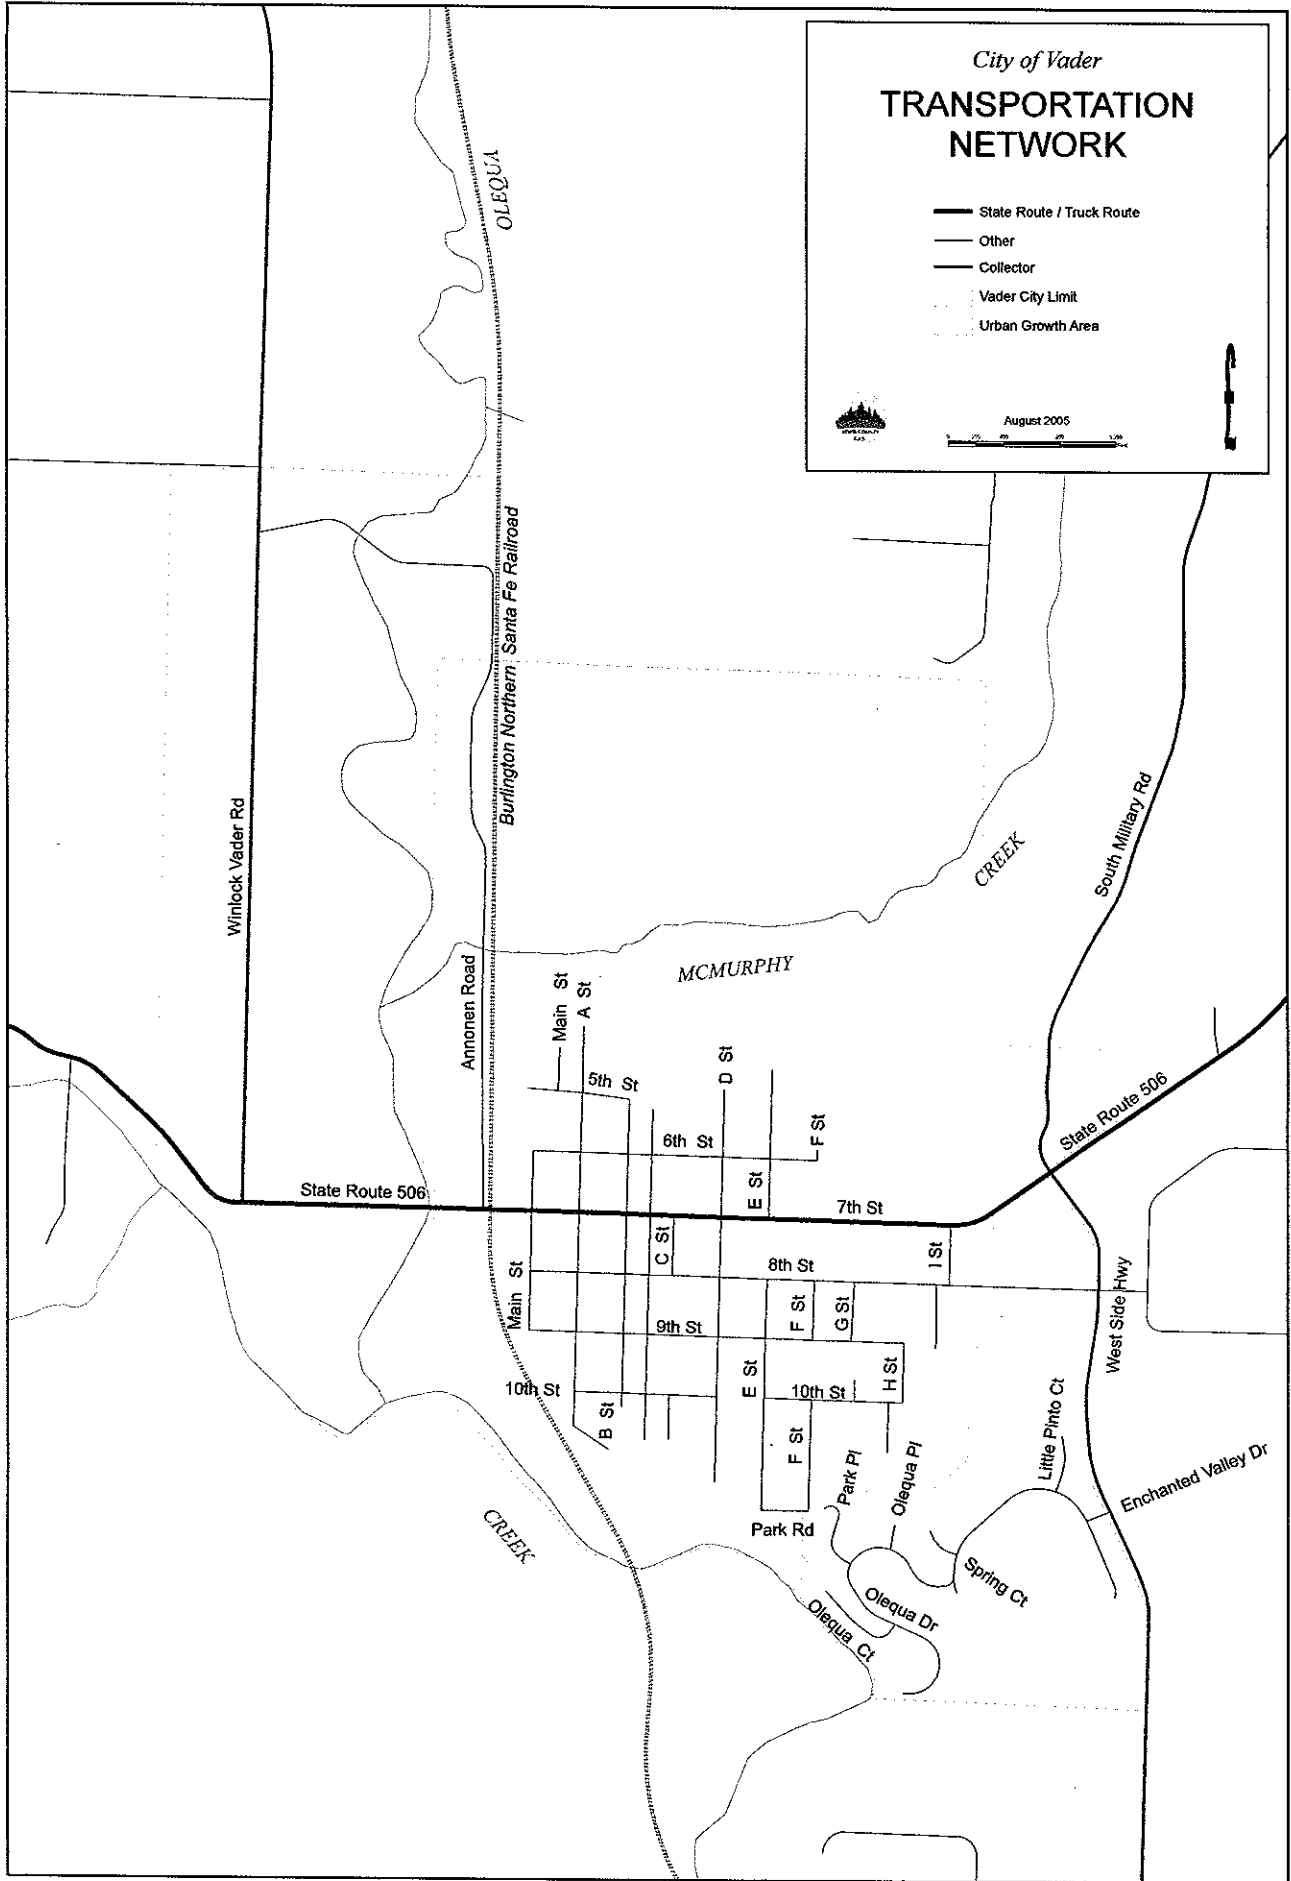 City of Vader
TRANSPORTATION
NETWORK
State Route / Truck Route
Other
Collector
Vader City Limit
Urban Growth Area
August 2005
OLEQUA
Burlington Northern Santa Fe Railroad
Winlock Vader Rd
Annonen Road
South Military Rd
CREEK
MCMURPHY
Main St
A St
5th St
D St
6th St
F St
State Route 506
State Route 506
E St
7th St
C St
I St
8th St
Main St
F St
G St
9th St
West Side Hwy
E St
H St
10th St
10th St
B St
F St
Park Pl
Olequa Pl
Little Pinto Ct
Enchanted Valley Dr
CREEK
Park Rd
Spring Ct
Olequa Dr
Olequa Ct